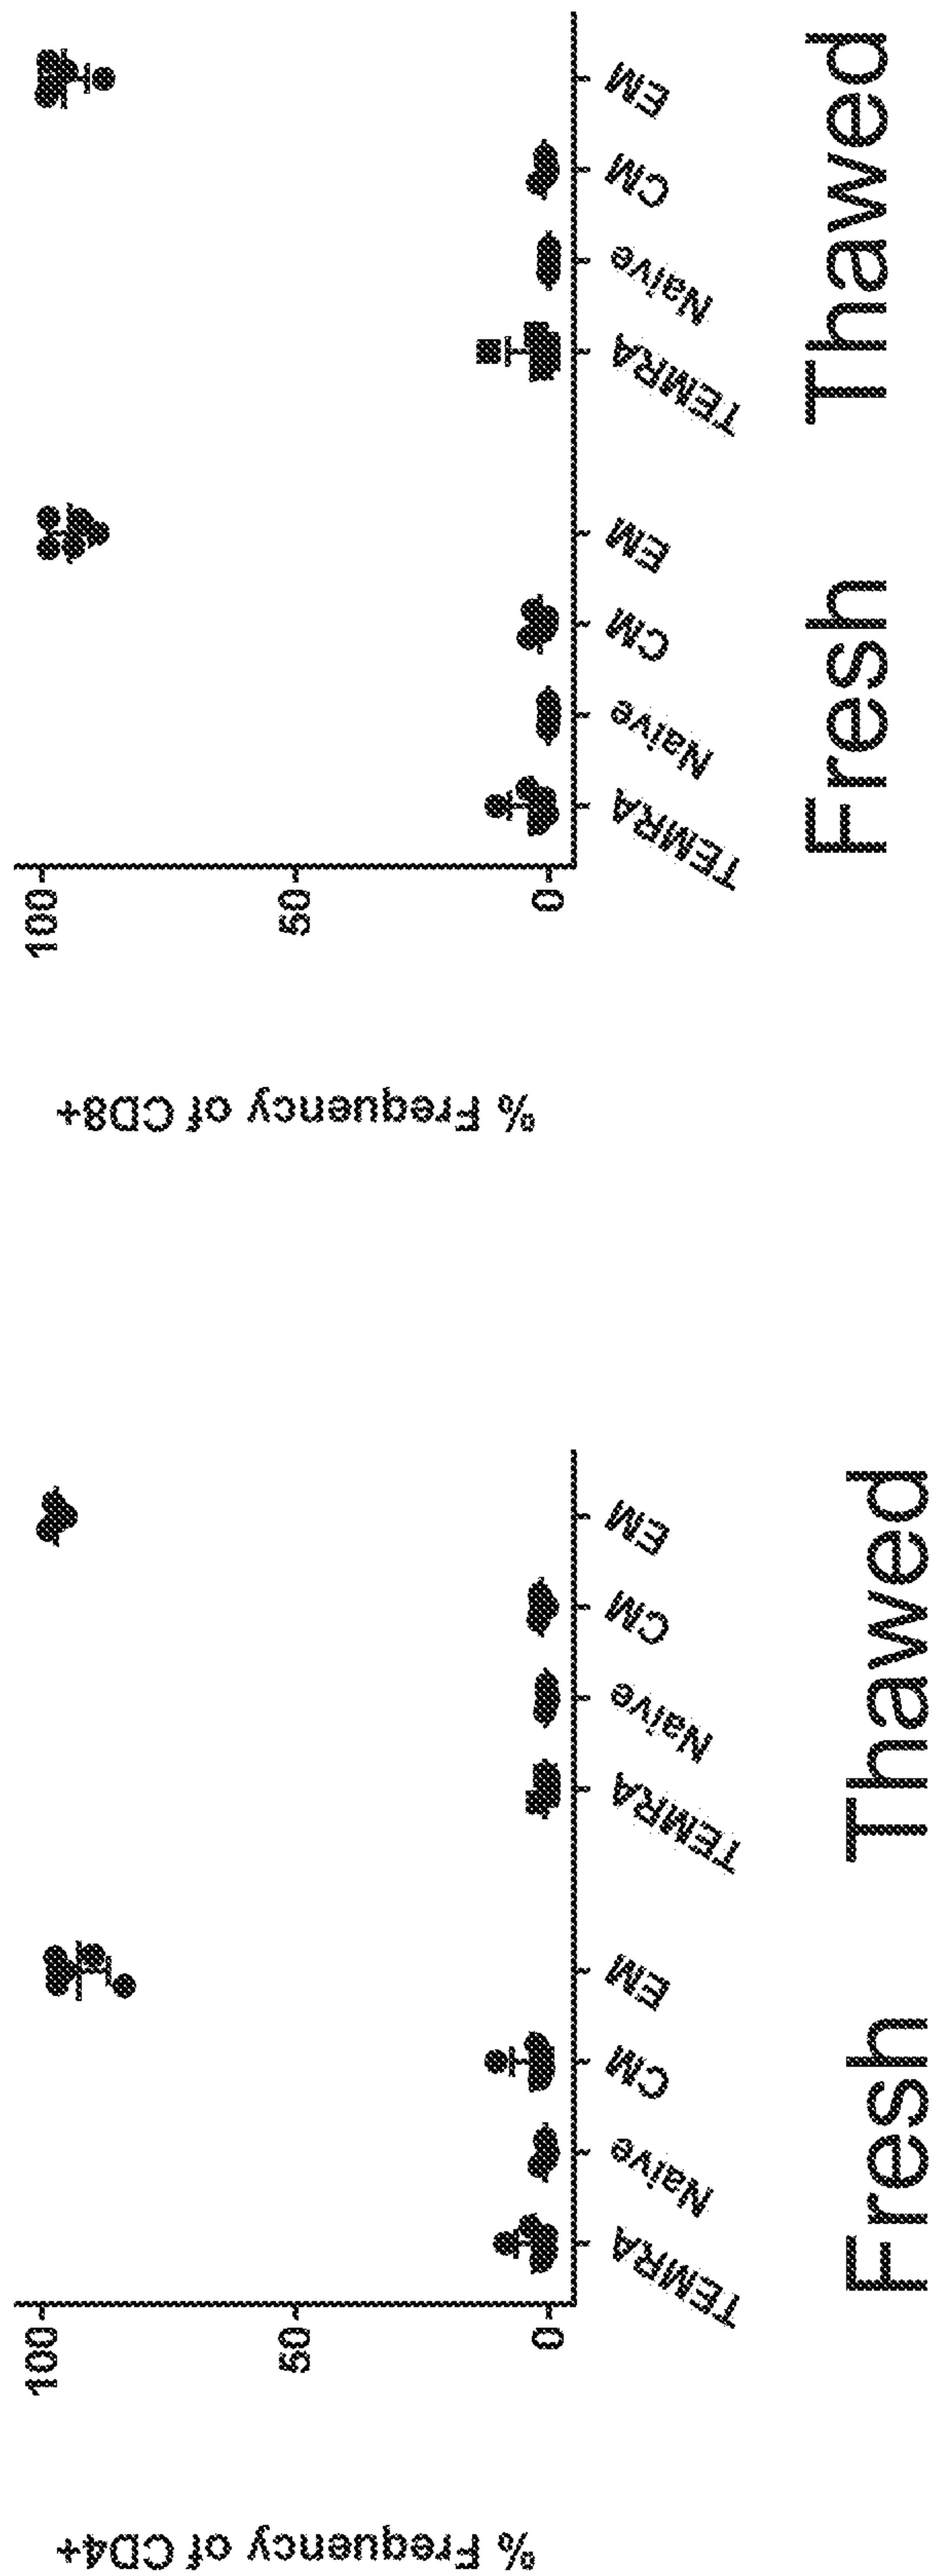 % Frequency of CD4+
100
50
0
TEMRA Naive CM EM TEMRA Naive CM EM
Fresh Thawed
% Frequency of CD8+
100
50
0
TEMRA Naive CM EM TEMRA Naive CM EM
Fresh Thawed